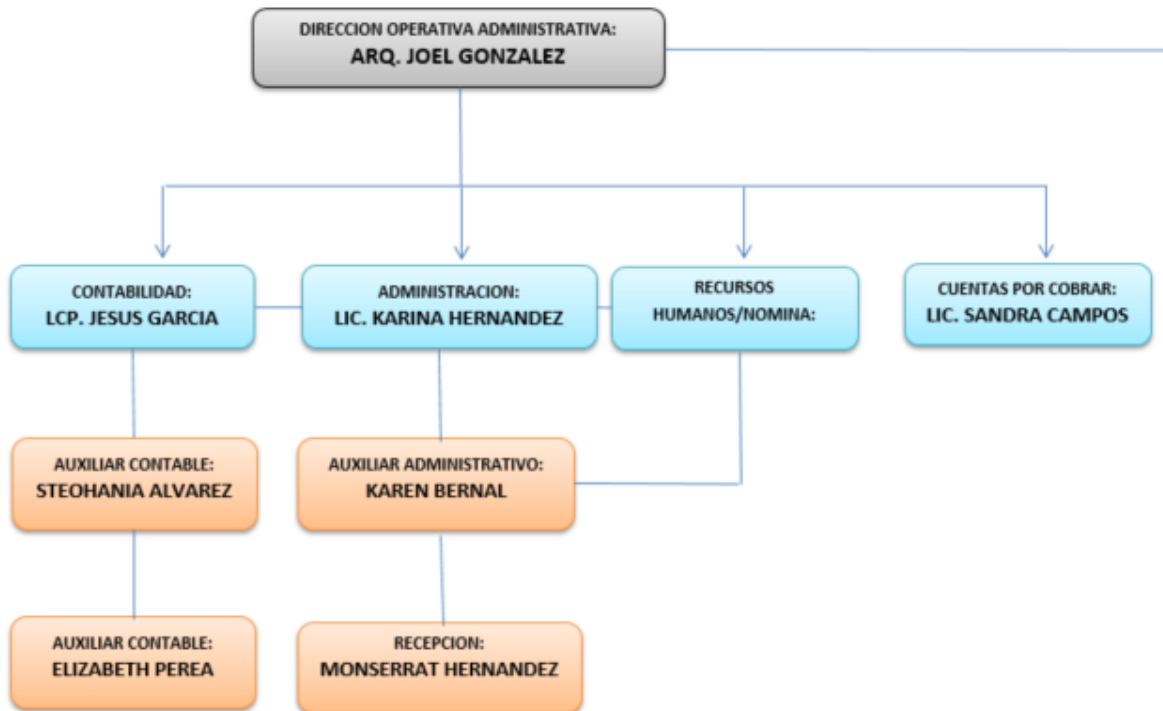 DIRECCION OPERATIVA ADMINISTRATIVA:
ARQ. JOEL GONZALEZ
CONTABILIDAD:
LCP. JESUS GARCIA
ADMINISTRACION:
LIC. KARINA HERNANDEZ
RECURSOS
HUMANOS/NOMINA:
CUENTAS POR COBRAR:
LIC. SANDRA CAMPOS
AUXILIAR CONTABLE:
STEOHANIA ALVAREZ
AUXILIAR ADMINISTRATIVO:
KAREN BERNAL
AUXILIAR CONTABLE:
ELIZABETH PEREA
RECEPCION:
MONSERRAT HERNANDEZ